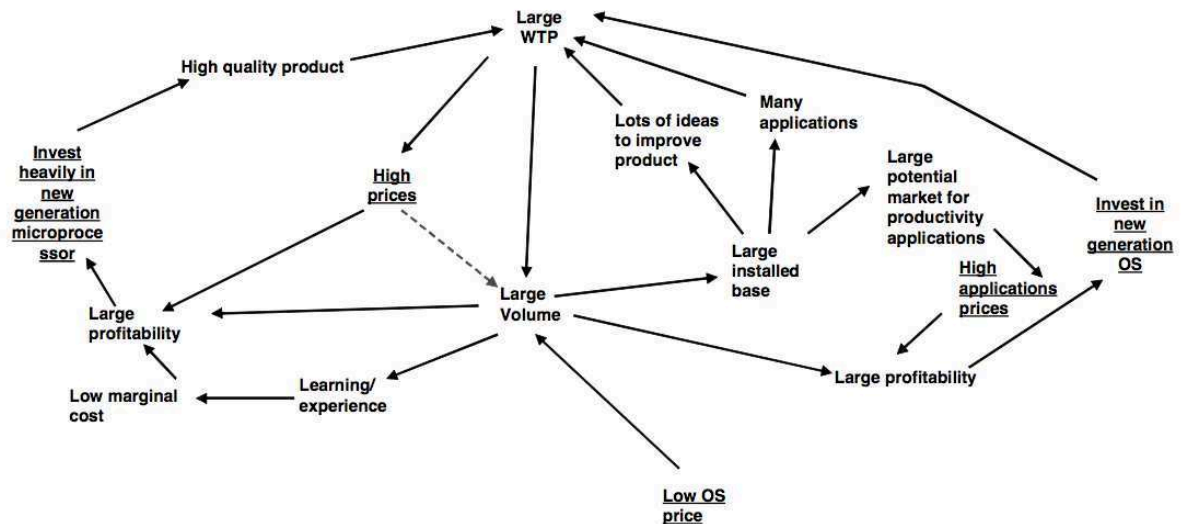 Large
WTP
High quality product
Many
applications
Lots of ideas
to improve
product
Invest
heavily in
new
generation
microproce
ssor
High
prices
Large
potential
market for
productivity
applications
Invest in
new
generation
OS
Large
installed
base
High
applications
prices
Large
Volume
Large
profitability
Large profitability
Low marginal
cost
Learning/
experience
Low OS
price